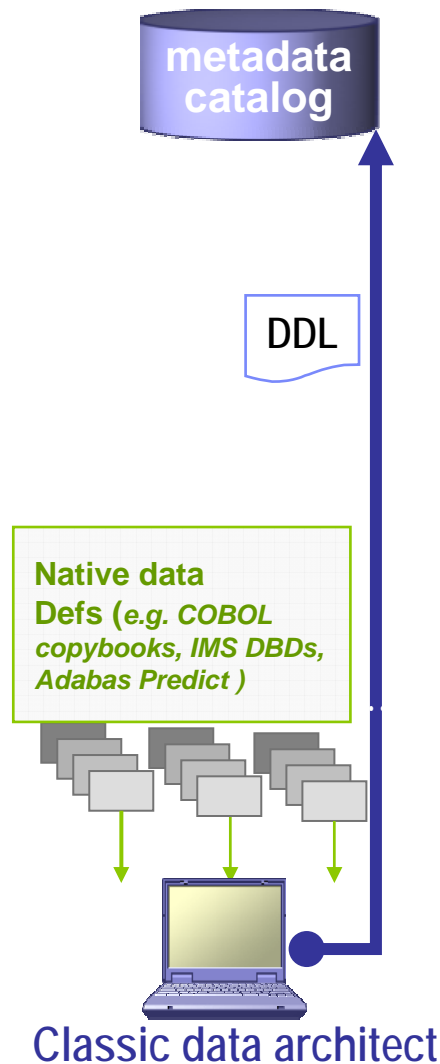 metadata
catalog
DDL
Native data
Defs (e.g. COBOL
copybooks, IMS DBDs,
Adabas Predict )
Classic data architect